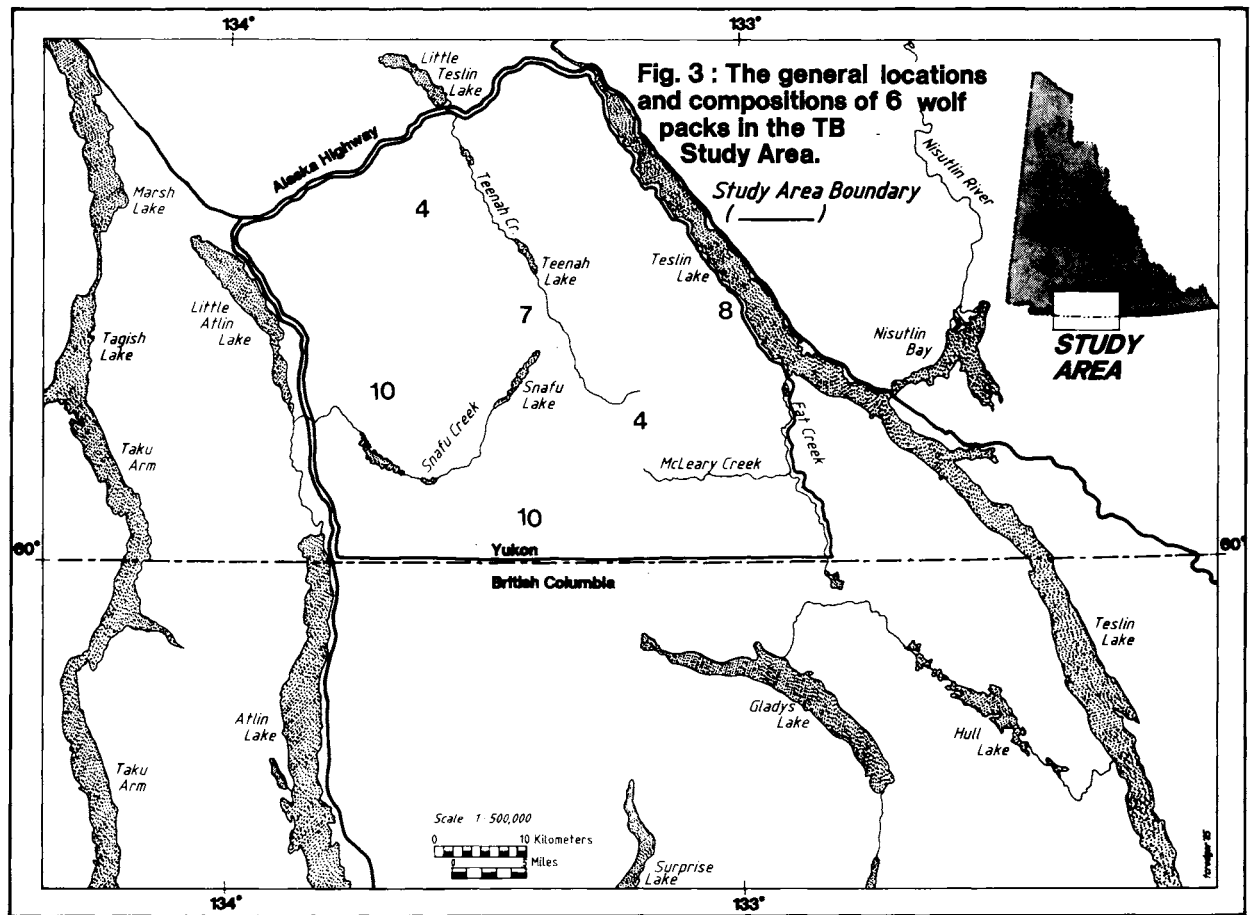 134°
133°
Little
Teslin
Lake
Fig. 3 : The general locations
and compositions of 6 wolf
packs in the TB
Study Area.
Study Area Boundary
( ______ )
Alaska Highway
Marsh
Lake
4
Teenah Cr.
Teenah
Lake
Teslin
Lake
Nisutlin River
Little
Atlin
Lake
7
8
Nisutlin
Bay
STUDY
AREA
Tagish
Lake
10
Snafu
Lake
Snafu Creek
4
Fat Creek
Taku
Arm
McLeary Creek
10
60°
Yukon
60°
British Columbia
Teslin
Lake
Atlin
Lake
Gladys
Lake
Hull
Lake
Taku
Arm
Scale 1:500,000
0 10 Kilometers
0 5 Miles
Surprise
Lake
134°
133°